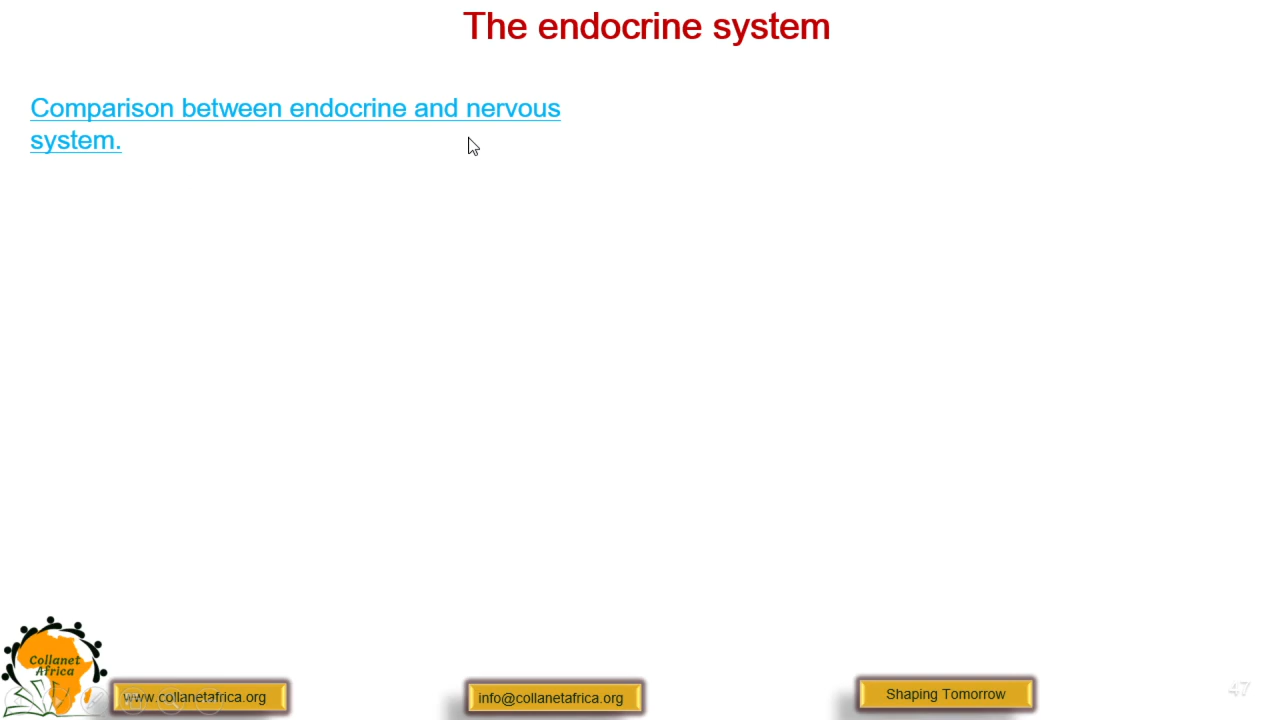 The endocrine system
Comparison between endocrine and nervous
system.
Collanet
Africa
www.collanetafrica.org
info@collanetafrica.org
Shaping Tomorrow
47